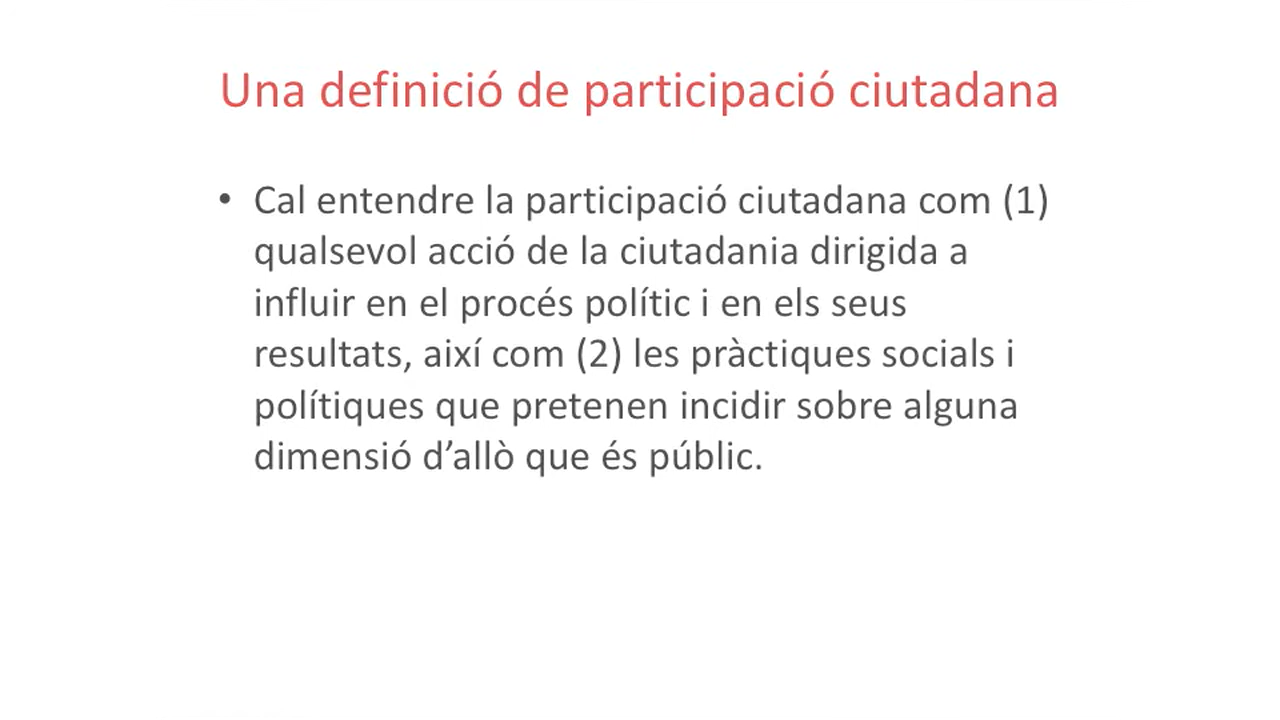 Una definició de participació ciutadana
• Cal entendre la participació ciutadana com (1)
qualsevol acció de la ciutadania dirigida a
influir en el procés polític i en els seus
resultats, així com (2) les pràctiques socials i
polítiques que pretenen incidir sobre alguna
dimensió d’allò que és públic.